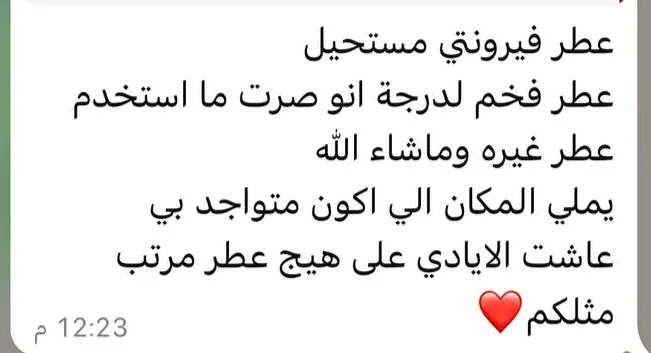 عطر فيرونتي مستحيل
عطر فخم لدرجة انو صرت ما استخدم
عطر غيره وماشاء الله
يملي المكان الي اكون متواجد بي
عاشت الايادي على هيج عطر مرتب
مثلكم❤️
12:23 م